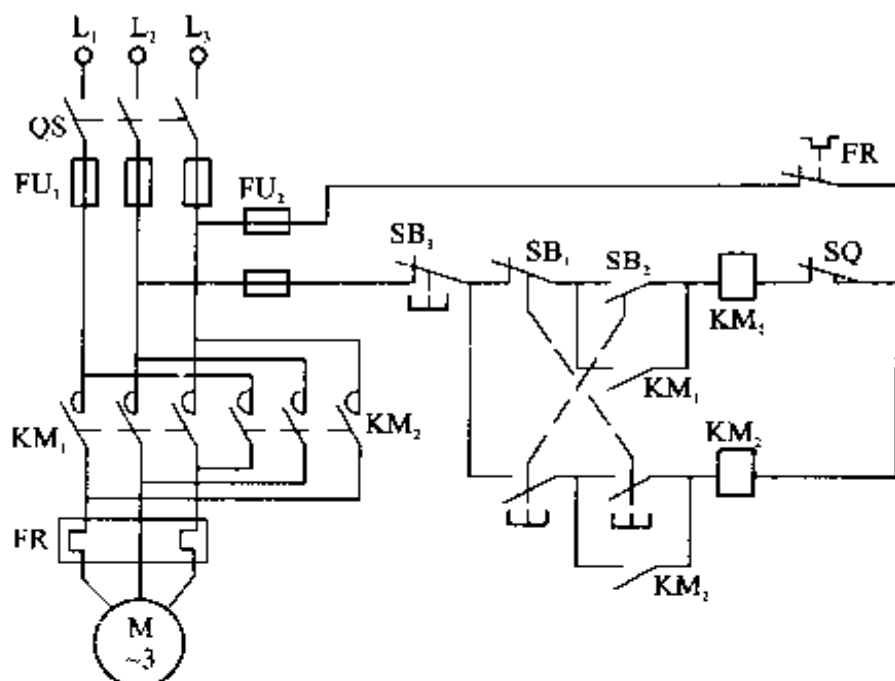 L₁ L₂ L₃
QS
FR
FU₁
FU₂
SB₃ SB₁ SB₂ SQ
KM₁
KM₁
KM₁ KM₂ KM₂
FR
KM₂
M
~3